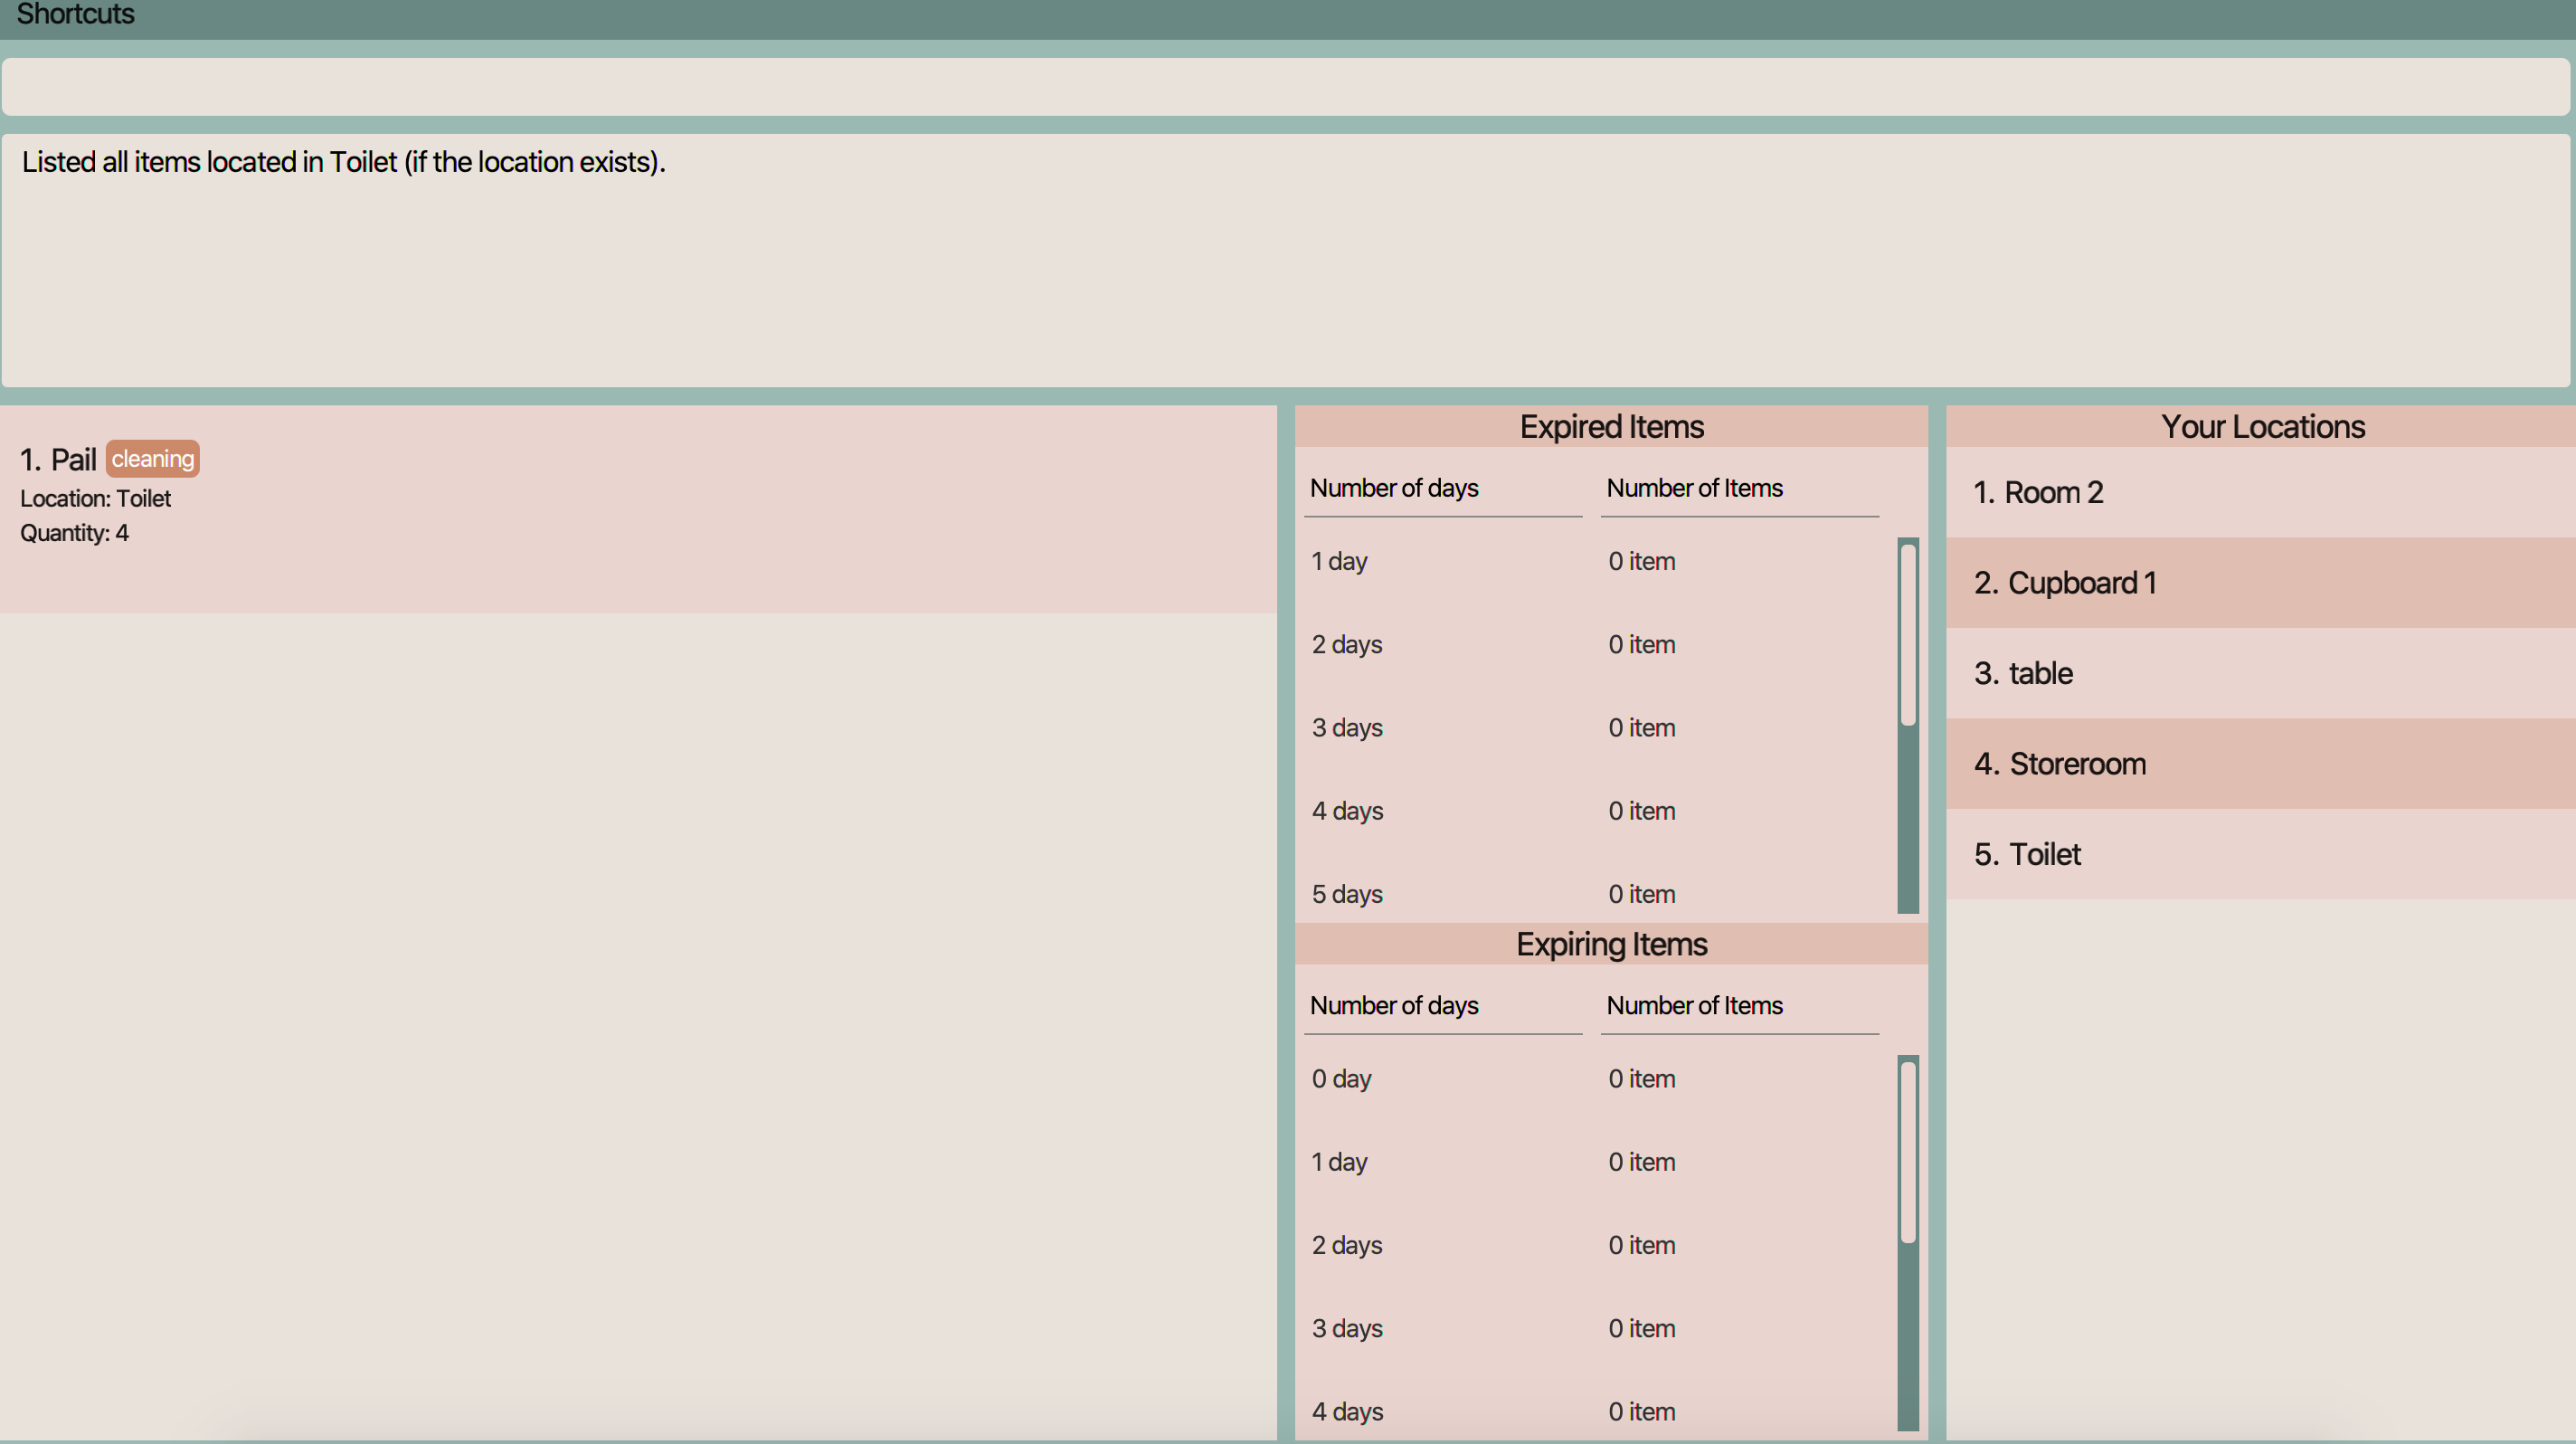 Shortcuts
Listed all items located in Toilet (if the location exists).
1. Pail cleaning
Location: Toilet
Quantity: 4
Expired Items
Number of days Number of Items
1 day 0 item
2 days 0 item
3 days 0 item
4 days 0 item
5 days 0 item
Expiring Items
Number of days Number of Items
0 day 0 item
1 day 0 item
2 days 0 item
3 days 0 item
4 days 0 item
Your Locations
1. Room 2
2. Cupboard 1
3. table
4. Storeroom
5. Toilet